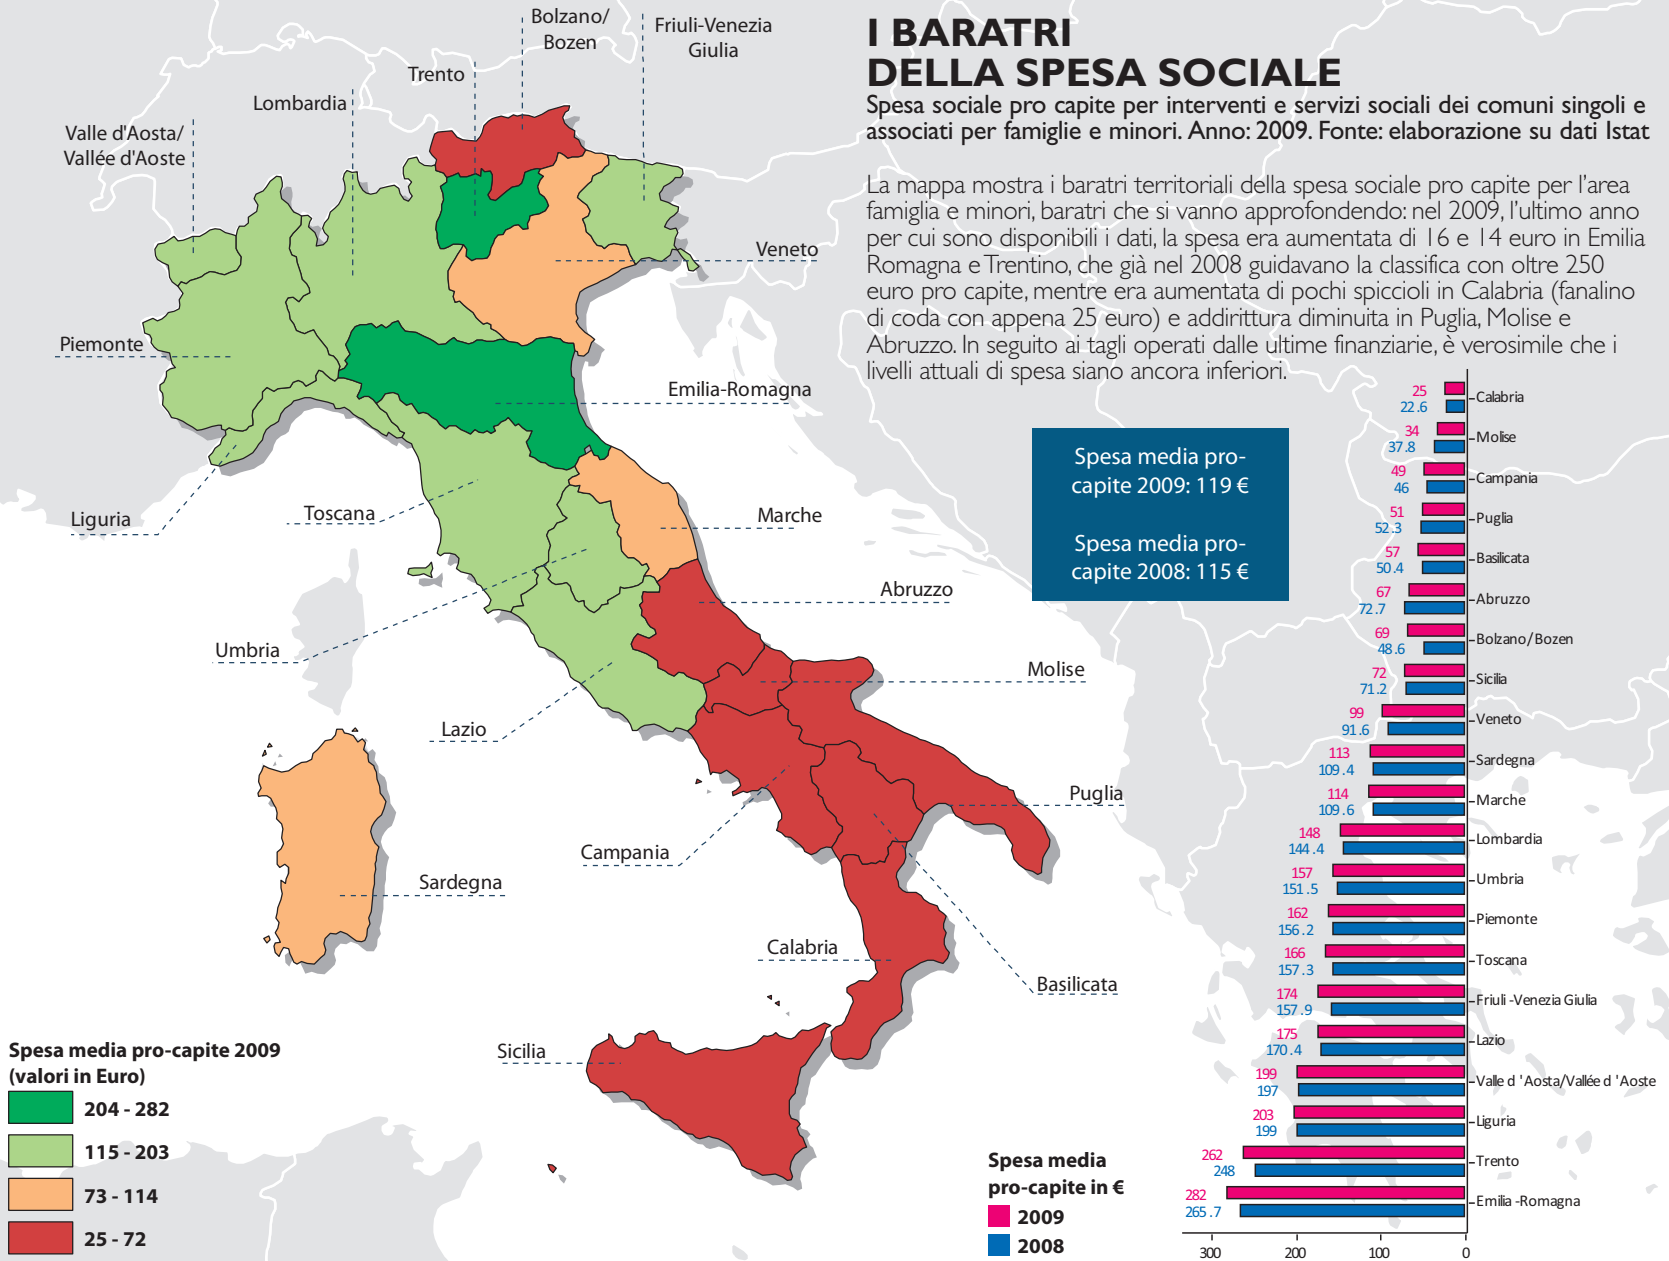 I BARATRI
DELLA SPESA SOCIALE
Spesa sociale pro capite per interventi e servizi sociali dei comuni singoli e
associati per famiglie e minori. Anno: 2009. Fonte: elaborazione su dati Istat
La mappa mostra i baratri territoriali della spesa sociale pro capite per l'area
famiglia e minori, baratri che si vanno approfondendo: nel 2009, l'ultimo anno
per cui sono disponibili i dati, la spesa era aumentata di 16 e 14 euro in Emilia
Romagna e Trentino, che già nel 2008 guidavano la classifica con oltre 250
euro pro capite, mentre era aumentata di pochi spiccioli in Calabria (fanalino
di coda con appena 25 euro) e addirittura diminuita in Puglia, Molise e
Abruzzo. In seguito ai tagli operati dalle ultime finanziarie, è verosimile che i
livelli attuali di spesa siano ancora inferiori.
Bolzano/
Bozen
Friuli-Venezia
Giulia
Trento
Lombardia
Valle d'Aosta/
Vallée d'Aoste
Veneto
Piemonte
Emilia-Romagna
Liguria
Toscana
Marche
Abruzzo
Umbria
Molise
Lazio
Puglia
Campania
Sardegna
Calabria
Basilicata
Sicilia
Spesa media pro-
capite 2009: 119 €
Spesa media pro-
capite 2008: 115 €
Spesa media pro-capite 2009
(valori in Euro)
204 - 282
115 - 203
73 - 114
25 - 72
Spesa media
pro-capite in €
2009
2008
25
22.6
Calabria
34
37.8
Molise
49
46
Campania
51
52.3
Puglia
57
50.4
Basilicata
67
72.7
Abruzzo
69
48.6
Bolzano/Bozen
72
71.2
Sicilia
99
91.6
Veneto
113
109.4
Sardegna
114
109.6
Marche
148
144.4
Lombardia
157
151.5
Umbria
162
156.2
Piemonte
166
157.3
Toscana
174
157.9
Friuli-Venezia Giulia
175
170.4
Lazio
199
197
Valle d'Aosta/Vallée d'Aoste
203
199
Liguria
262
248
Trento
282
265.7
Emilia-Romagna
300 200 100 0